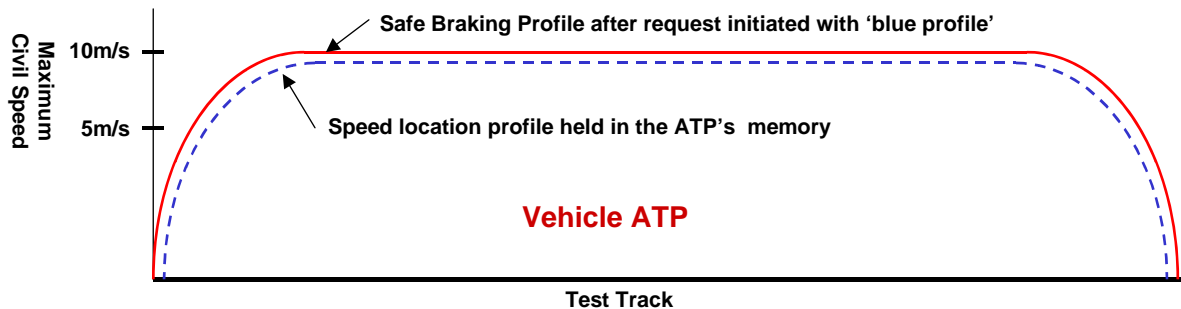 Safe Braking Profile after request initiated with ‘blue profile’
Maximum
Civil Speed
10m/s
5m/s
Speed location profile held in the ATP’s memory
Vehicle ATP
Test Track